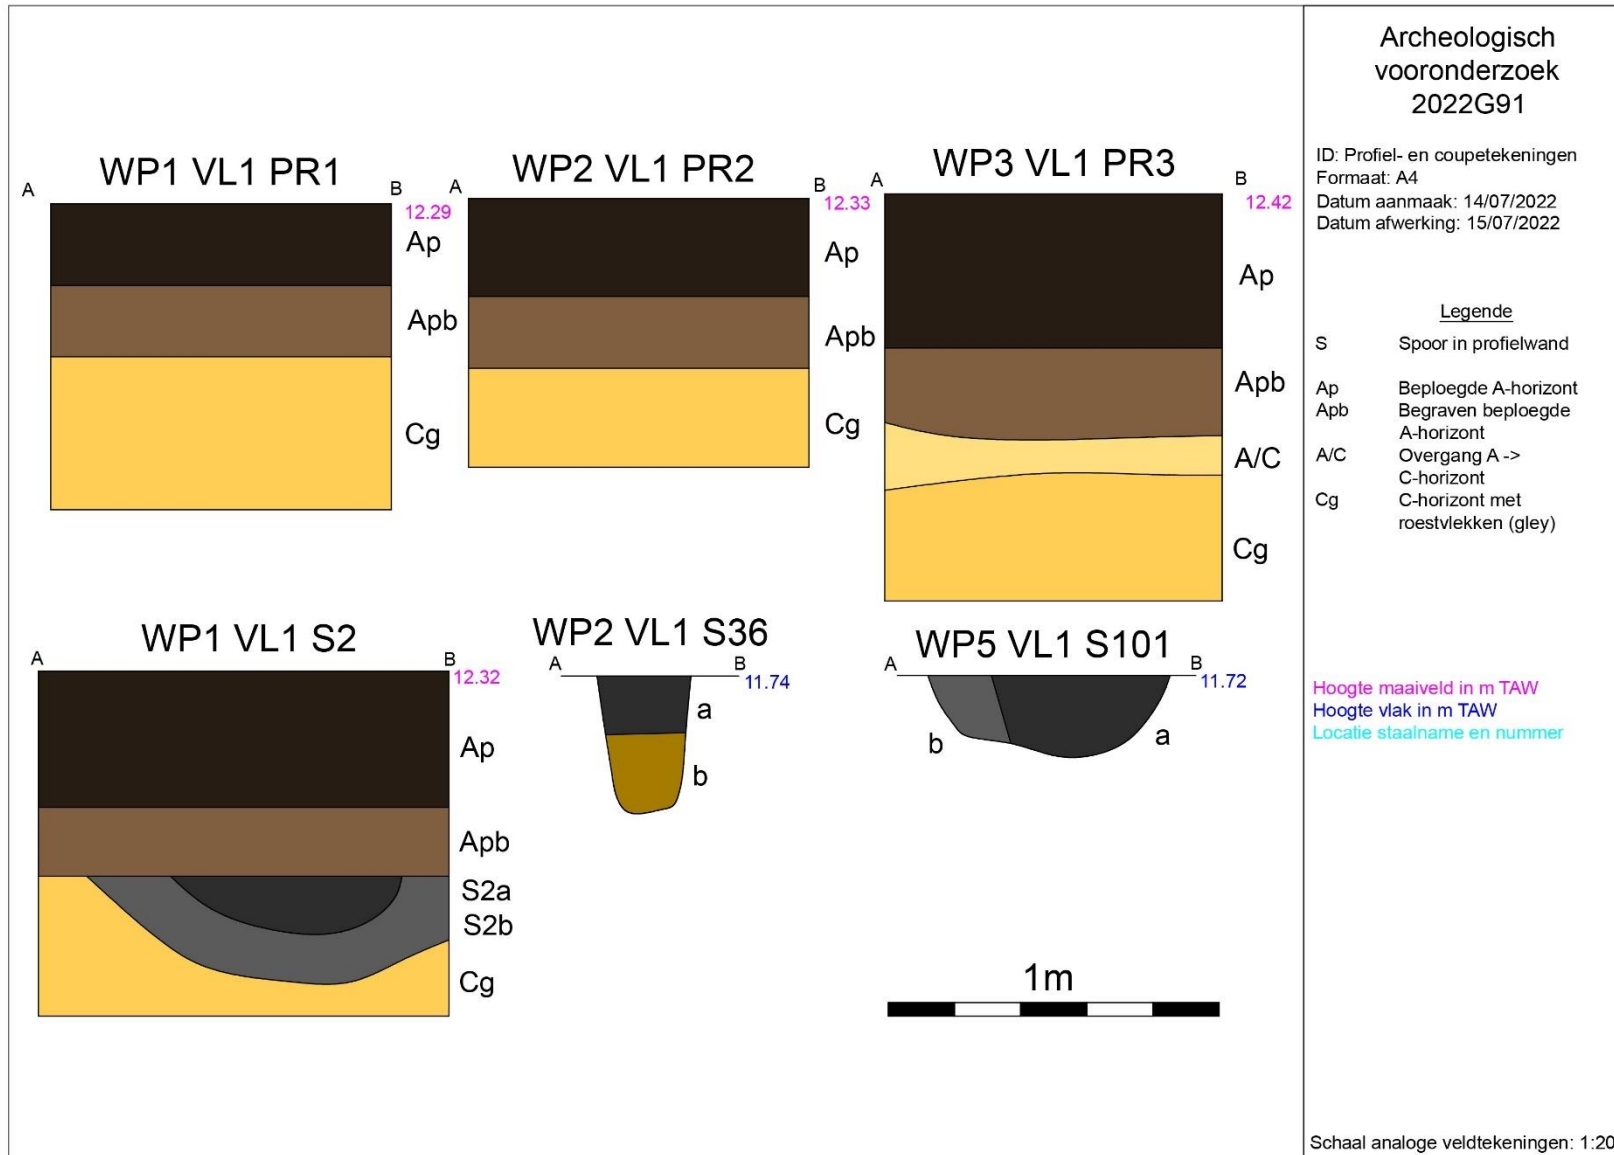 WP1 VL1 PR1
A
B
12.29
Ap
Apb
Cg
WP2 VL1 PR2
A
B
12.33
Ap
Apb
Cg
WP3 VL1 PR3
A
B
12.42
Ap
Apb
A/C
Cg
WP1 VL1 S2
A
B
12.32
Ap
Apb
S2a
S2b
Cg
WP2 VL1 S36
A
B
11.74
a
b
WP5 VL1 S101
A
B
11.72
b
a
1m
Archeologisch
vooronderzoek
2022G91
ID: Profiel- en coupetekeningen
Formaat: A4
Datum aanmaak: 14/07/2022
Datum afwerking: 15/07/2022
Legende
S Spoor in profielwand
Ap Beploegde A-horizont
Apb Begraven beploegde
A-horizont
A/C Overgang A ->
C-horizont
Cg C-horizont met
roestvlekken (gley)
Hoogte maaiveld in m TAW
Hoogte vlak in m TAW
Locatie staalname en nummer
Schaal analoge veldtekeningen: 1:20